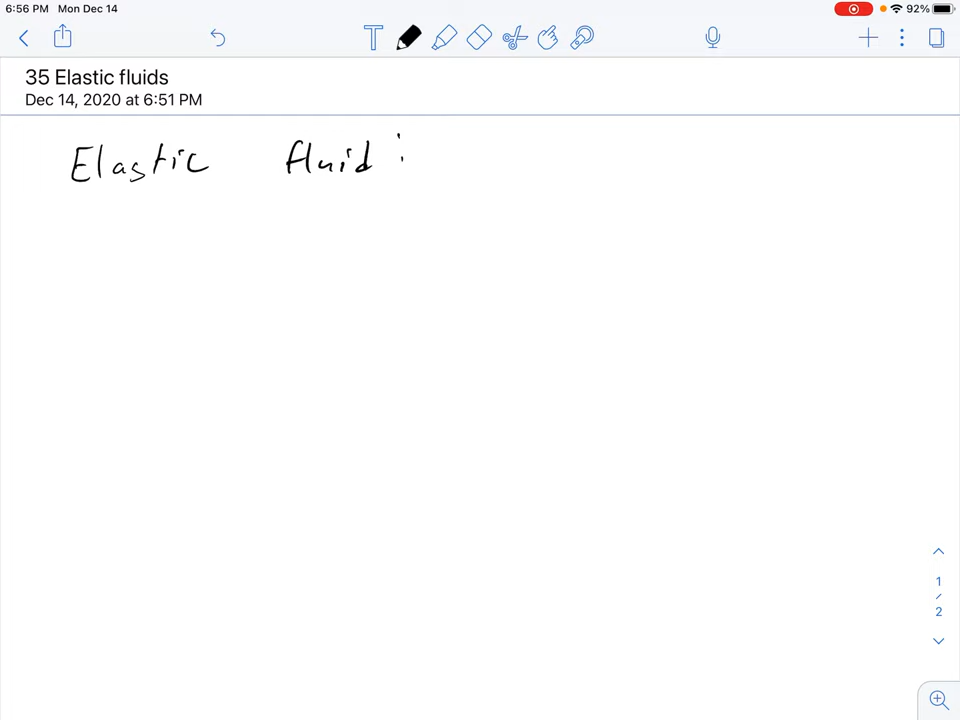 6:56 PM Mon Dec 14 92%
35 Elastic fluids
Dec 14, 2020 at 6:51 PM
Elastic fluid :
1
/
2